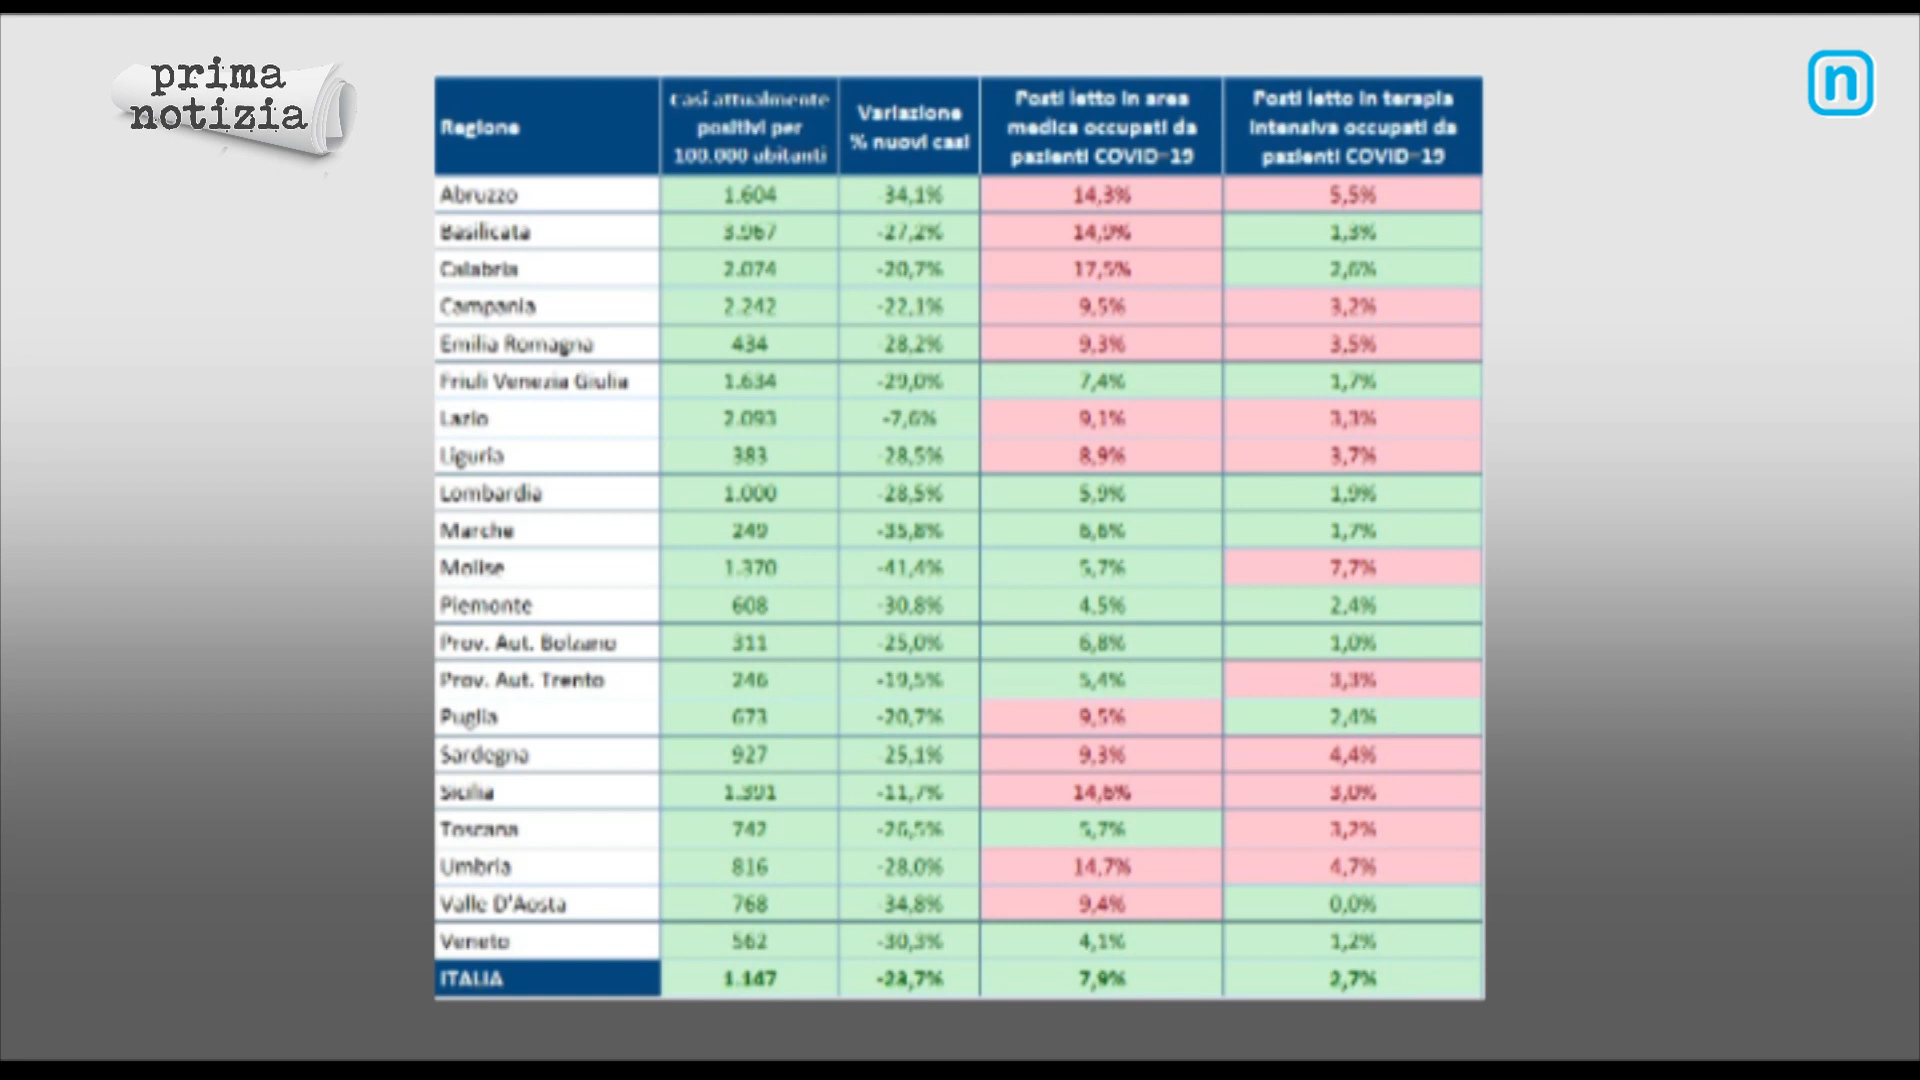 prima
notizia
n
Regione | Casi attualmente positivi per 100.000 abitanti | Variazione % nuovi casi | Posti letto in area medica occupati da pazienti COVID-19 | Posti letto in terapia intensiva occupati da pazienti COVID-19
Abruzzo 1.604 -34,1% 14,3% 5,5%
Basilicata 3.967 -27,2% 14,9% 1,3%
Calabria 2.074 -20,7% 17,5% 2,6%
Campania 2.242 -22,1% 9,5% 3,2%
Emilia Romagna 434 -28,2% 9,3% 3,5%
Friuli Venezia Giulia 1.634 -29,0% 7,4% 1,7%
Lazio 2.093 -7,6% 9,1% 3,3%
Liguria 383 -28,5% 8,9% 3,7%
Lombardia 1.000 -28,5% 5,9% 1,9%
Marche 249 -35,8% 6,6% 1,7%
Molise 1.370 -41,4% 5,7% 7,7%
Piemonte 608 -30,8% 4,5% 2,4%
Prov. Aut. Bolzano 311 -25,0% 6,8% 1,0%
Prov. Aut. Trento 246 -19,5% 5,4% 3,3%
Puglia 673 -20,7% 9,5% 2,4%
Sardegna 927 -25,1% 9,3% 4,4%
Sicilia 1.391 -11,7% 14,6% 3,0%
Toscana 742 -26,5% 5,7% 3,2%
Umbria 816 -28,0% 14,7% 4,7%
Valle D'Aosta 768 -34,8% 9,4% 0,0%
Veneto 562 -30,3% 4,1% 1,2%
ITALIA 1.147 7,9% 2,7%